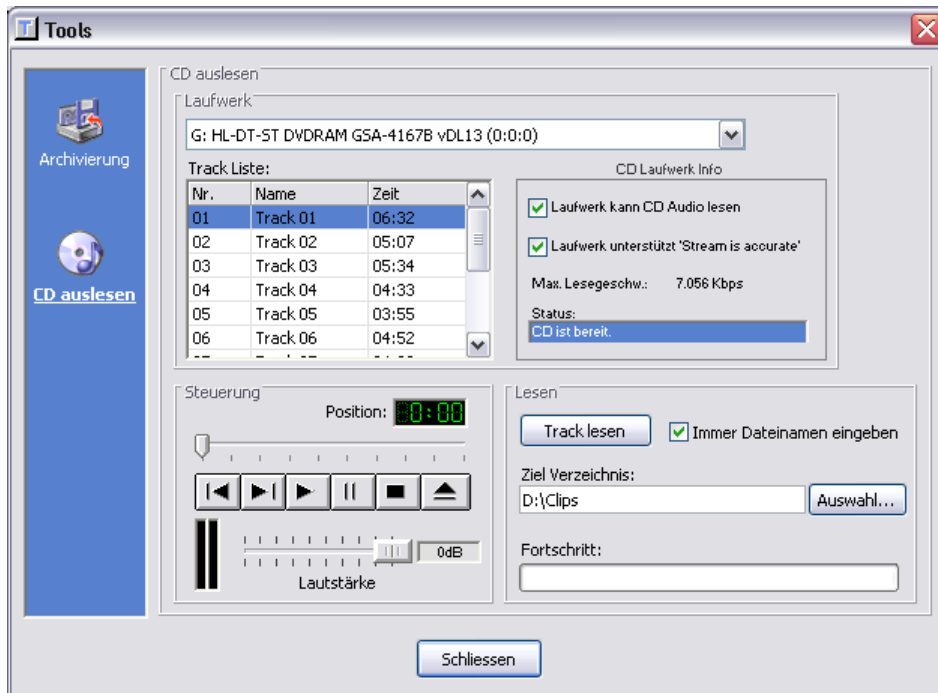 Tools
Archivierung
CD auslesen
CD auslesen
Laufwerk
G: HL-DT-ST DVDRAM GSA-4167B vDL13 (0:0:0)
Track Liste:
Nr. Name Zeit
01 Track 01 06:32
02 Track 02 05:07
03 Track 03 05:34
04 Track 04 04:33
05 Track 05 03:55
06 Track 06 04:52
CD Laufwerk Info
Laufwerk kann CD Audio lesen
Laufwerk unterstützt 'Stream is accurate'
Max. Lesegeschw.: 7.056 Kbps
Status:
CD ist bereit.
Steuerung
Position: 0:00
0dB
Lautstärke
Lesen
Track lesen
Immer Dateinamen eingeben
Ziel Verzeichnis:
D:\Clips
Auswahl...
Fortschritt:
Schliessen